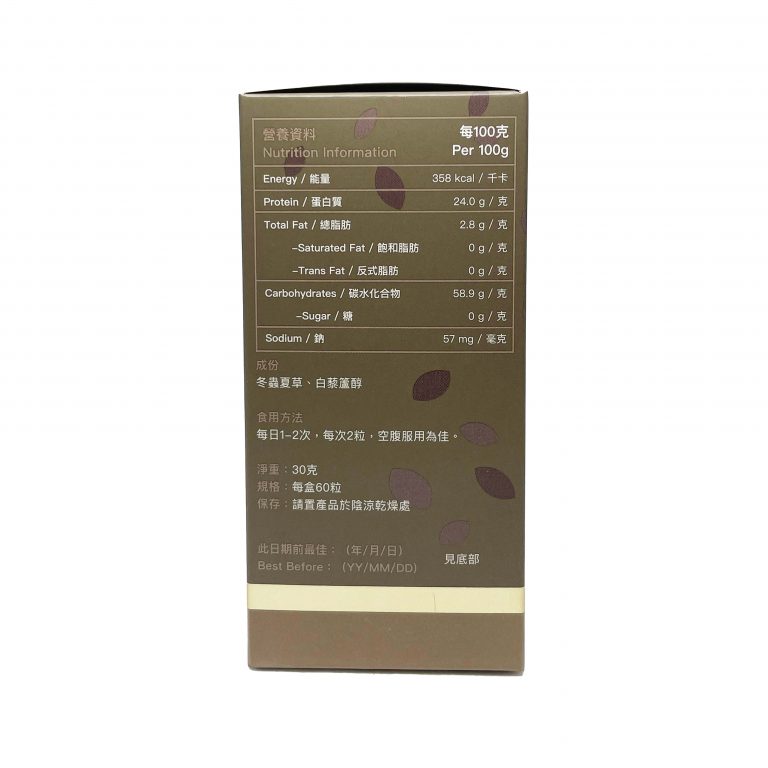 營養資料 每100克
Nutrition Information Per 100g
Energy / 能量 358 kcal / 千卡
Protein / 蛋白質 24.0 g / 克
Total Fat / 總脂肪 2.8 g / 克
–Saturated Fat / 飽和脂肪 0 g / 克
–Trans Fat / 反式脂肪 0 g / 克
Carbohydrates / 碳水化合物 58.9 g / 克
–Sugar / 糖 0 g / 克
Sodium / 鈉 57 mg / 毫克
成份
冬蟲夏草、白藜蘆醇
食用方法
每日1–2次，每次2粒，空腹服用為佳。
淨重：30克
規格：每盒60粒
保存：請置產品於陰涼乾燥處
此日期前最佳：（年/月/日） 見底部
Best Before：（YY/MM/DD）